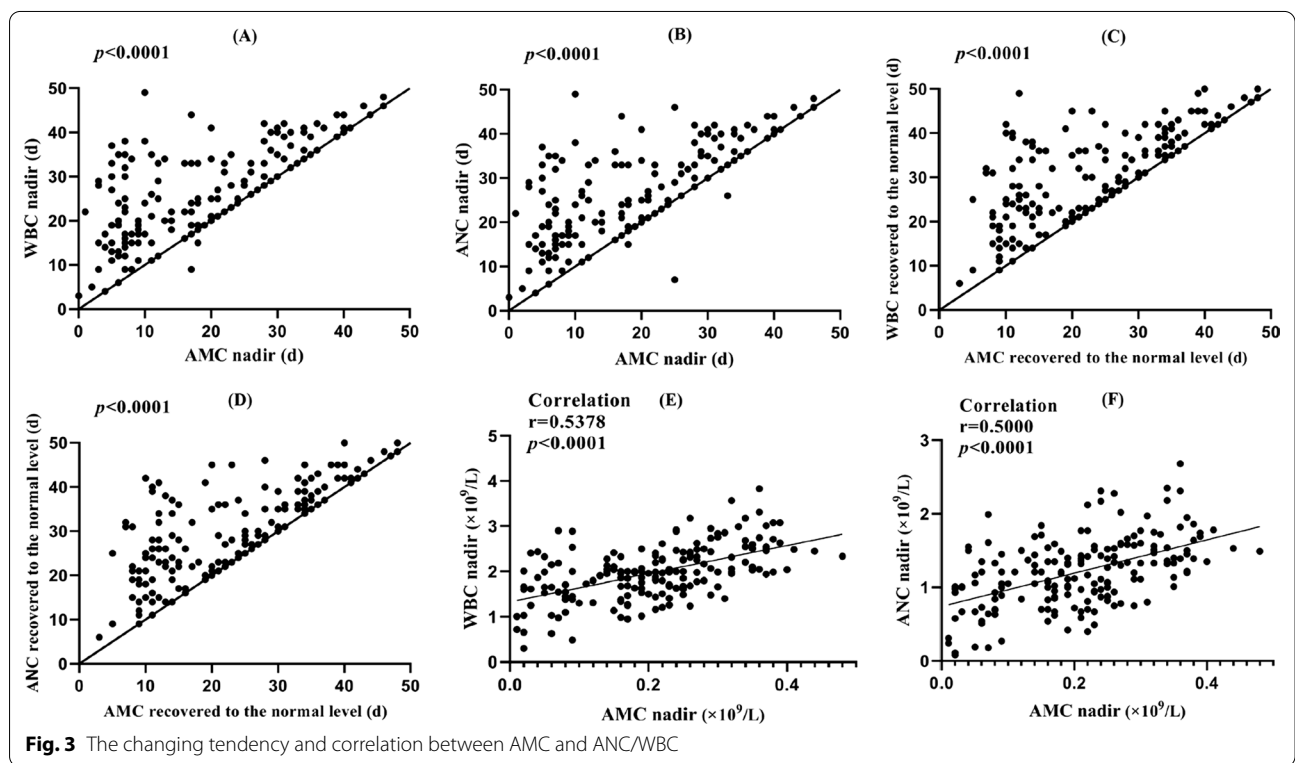 (A)
p<0.0001
WBC nadir (d)
50
40
30
20
10
0
0 10 20 30 40 50
AMC nadir (d)
(B)
p<0.0001
ANC nadir (d)
50
40
30
20
10
0
0 10 20 30 40 50
AMC nadir (d)
(C)
p<0.0001
WBC recovered to the normal level (d)
50
40
30
20
10
0
0 10 20 30 40 50
AMC recovered to the normal level (d)
(D)
p<0.0001
ANC recovered to the normal level (d)
50
40
30
20
10
0
0 10 20 30 40 50
AMC recovered to the normal level (d)
Correlation (E)
r=0.5378
p<0.0001
WBC nadir (×10⁹/L)
5
4
3
2
1
0
0.0 0.2 0.4
AMC nadir (×10⁹/L)
Correlation (F)
r=0.5000
p<0.0001
ANC nadir (×10⁹/L)
3
2
1
0
0.0 0.2 0.4
AMC nadir (×10⁹/L)
Fig. 3 The changing tendency and correlation between AMC and ANC/WBC